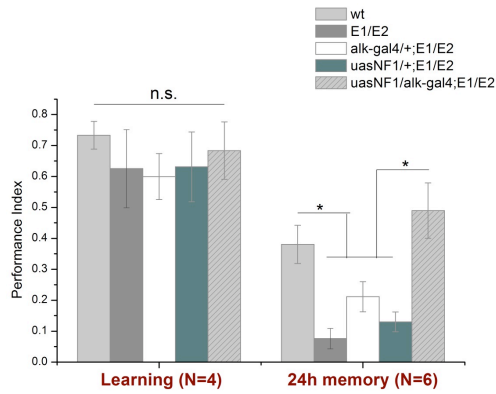 wt
E1/E2
alk-gal4/+;E1/E2
uasNF1/+;E1/E2
uasNF1/alk-gal4;E1/E2
n.s.
*
*
Performance Index
0.8
0.7
0.6
0.5
0.4
0.3
0.2
0.1
0.0
Learning (N=4)
24h memory (N=6)